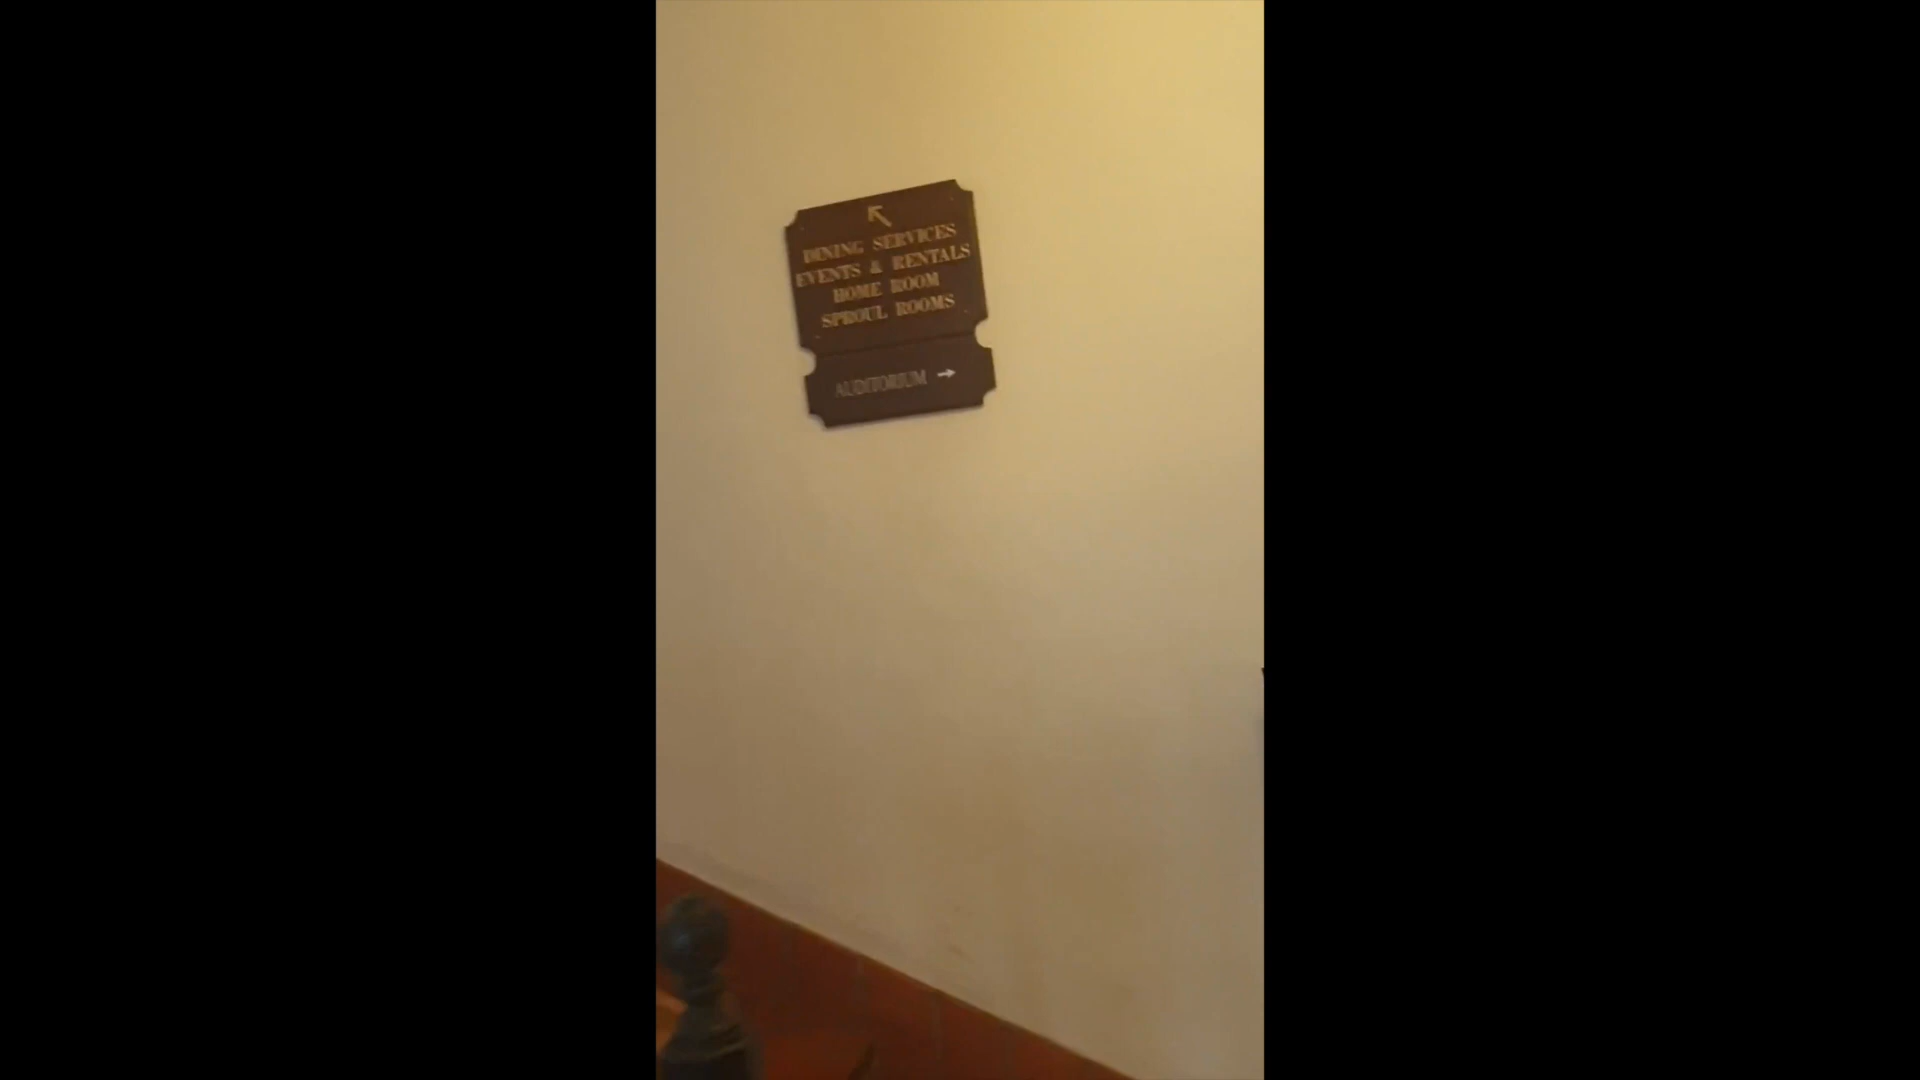 DINING SERVICES
EVENTS & RENTALS
HOME ROOM
SPROUL ROOMS
AUDITORIUM